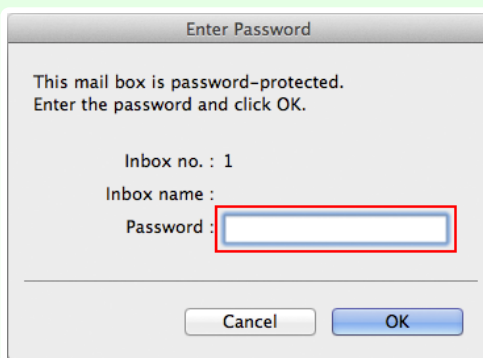 Enter Password
This mail box is password-protected.
Enter the password and click OK.
Inbox no. : 1
Inbox name :
Password :
Cancel
OK